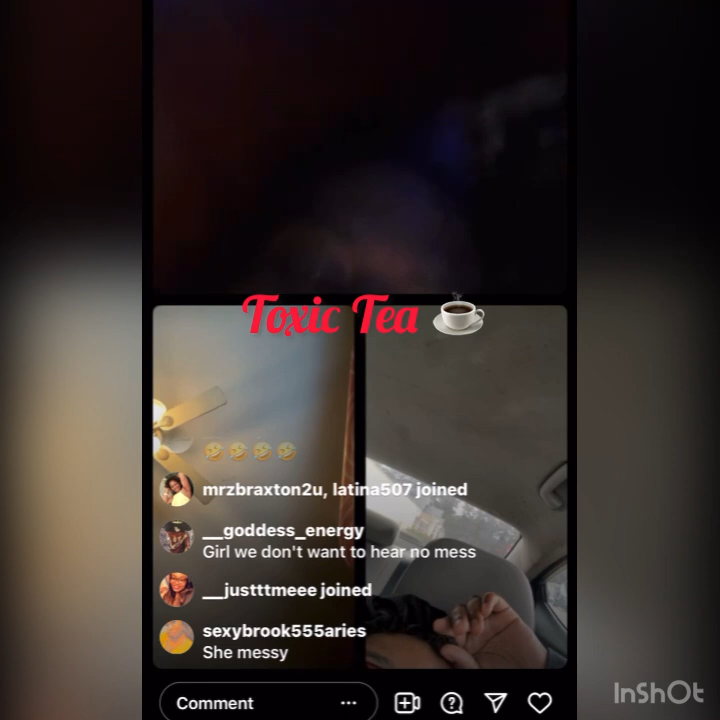 Toxic Tea
mrzbraxton2u, latina507 joined
__goddess_energy
Girl we don't want to hear no mess
__justttmeee joined
sexybrook555aries
She messy
Comment
InShOt